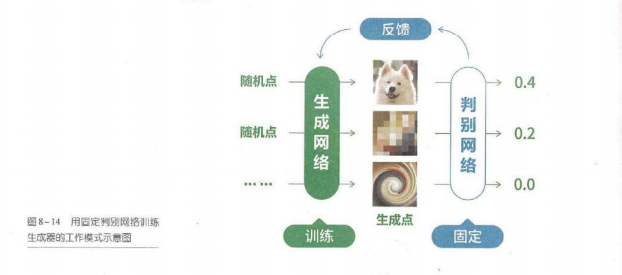 反馈
随机点
0.4
随机点
0.2
……
0.0
生成网络
判别网络
生成点
训练
固定
图 8-14 用固定判别网络训练
生成器的工作模式示意图